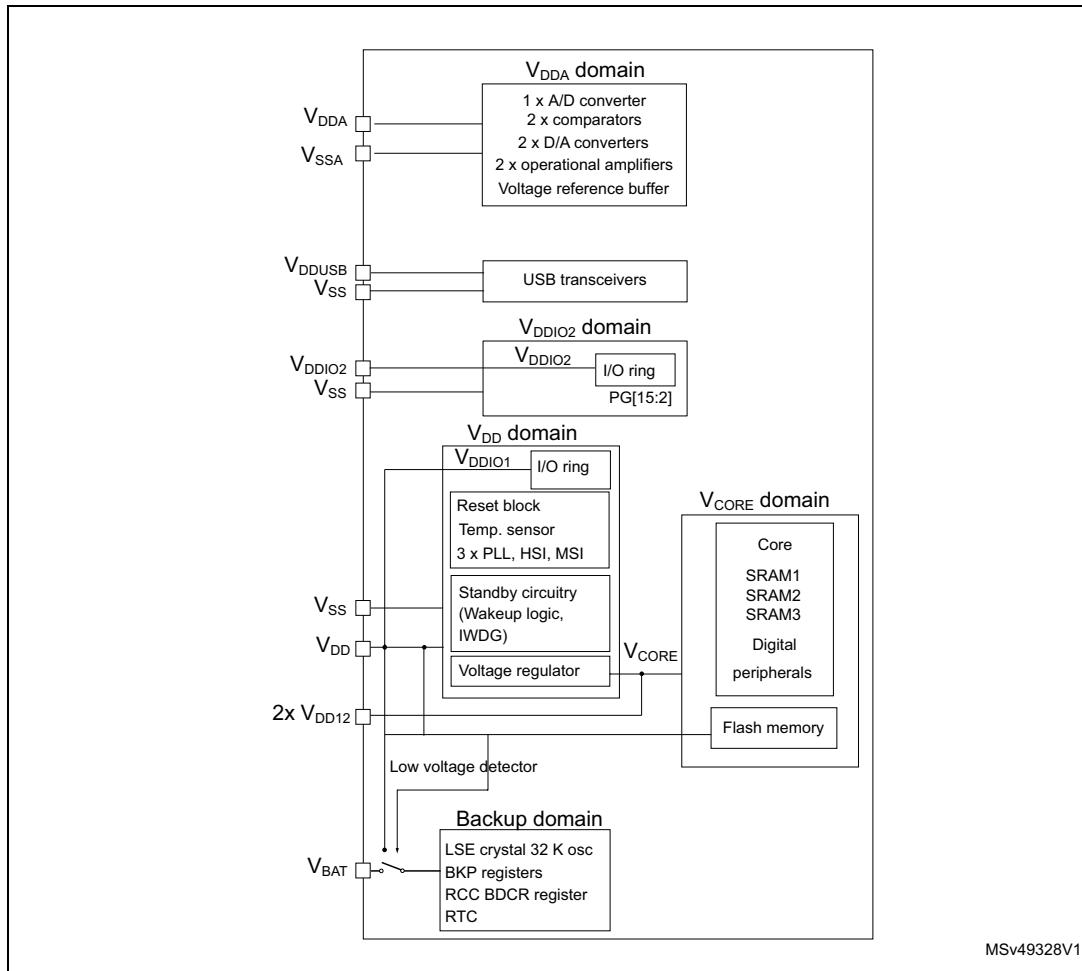 VDDA domain
VDDA
VSSA
1 x A/D converter
2 x comparators
2 x D/A converters
2 x operational amplifiers
Voltage reference buffer
VDDUSB
VSS
USB transceivers
VDDIO2 domain
VDDIO2
VSS
VDDIO2
I/O ring
PG[15:2]
VDD domain
VDDIO1
I/O ring
Reset block
Temp. sensor
3 x PLL, HSI, MSI
Standby circuitry
(Wakeup logic,
IWDG)
Voltage regulator
VSS
VDD
2x VDD12
VCORE
VCORE domain
Core
SRAM1
SRAM2
SRAM3
Digital
peripherals
Flash memory
Low voltage detector
Backup domain
VBAT
LSE crystal 32 K osc
BKP registers
RCC BDCR register
RTC
MSv49328V1